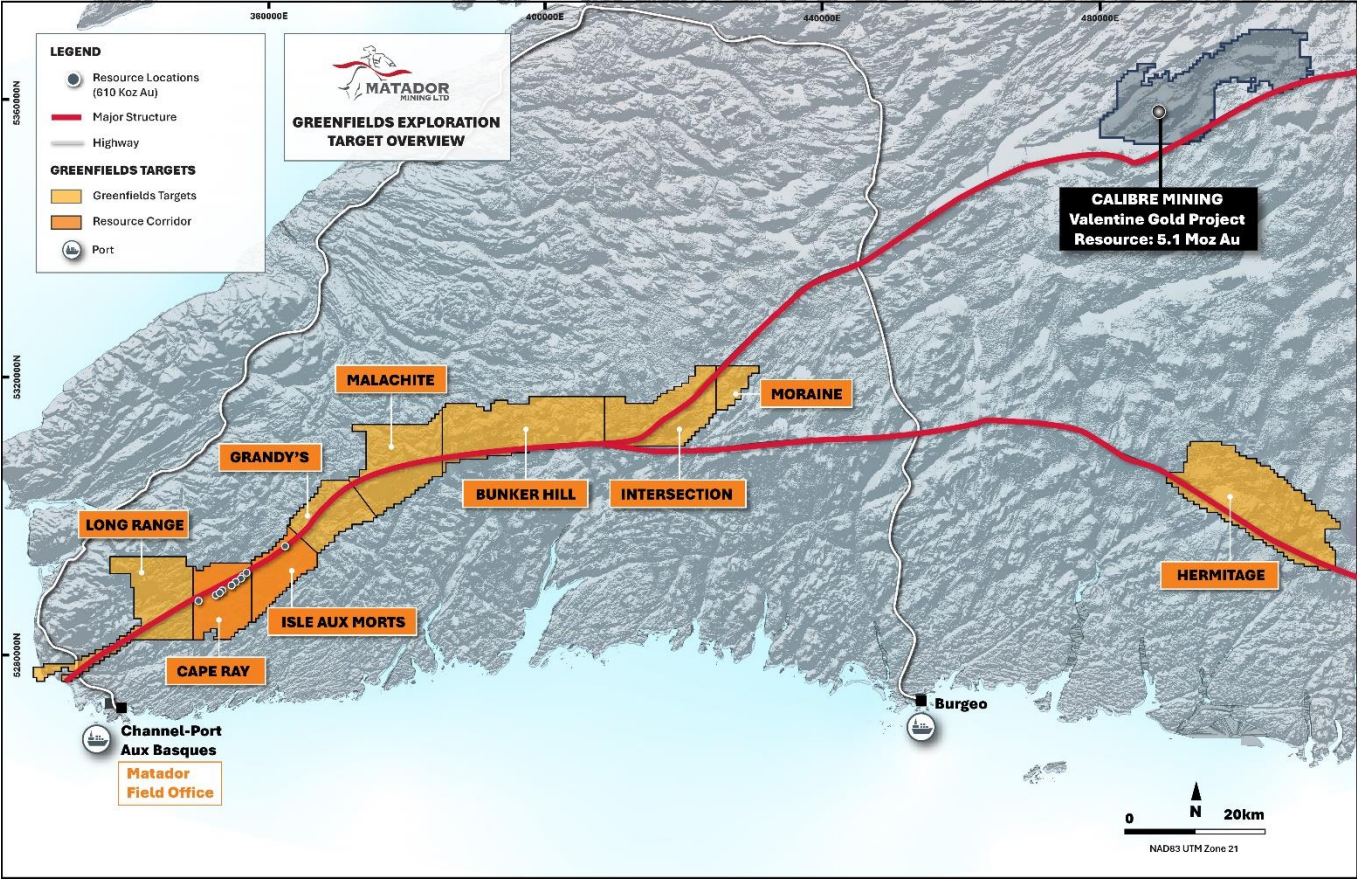 360000E
400000E
440000E
480000E
5360000N
5320000N
5280000N
LEGEND
Resource Locations
(610 Koz Au)
Major Structure
Highway
GREENFIELDS TARGETS
Greenfields Targets
Resource Corridor
Port
MATADOR
MINING LTD
GREENFIELDS EXPLORATION
TARGET OVERVIEW
CALIBRE MINING
Valentine Gold Project
Resource: 5.1 Moz Au
MALACHITE
MORAINE
GRANDY'S
BUNKER HILL
INTERSECTION
LONG RANGE
HERMITAGE
ISLE AUX MORTS
CAPE RAY
Burgeo
Channel-Port
Aux Basques
Matador
Field Office
N
0
20km
NAD83 UTM Zone 21